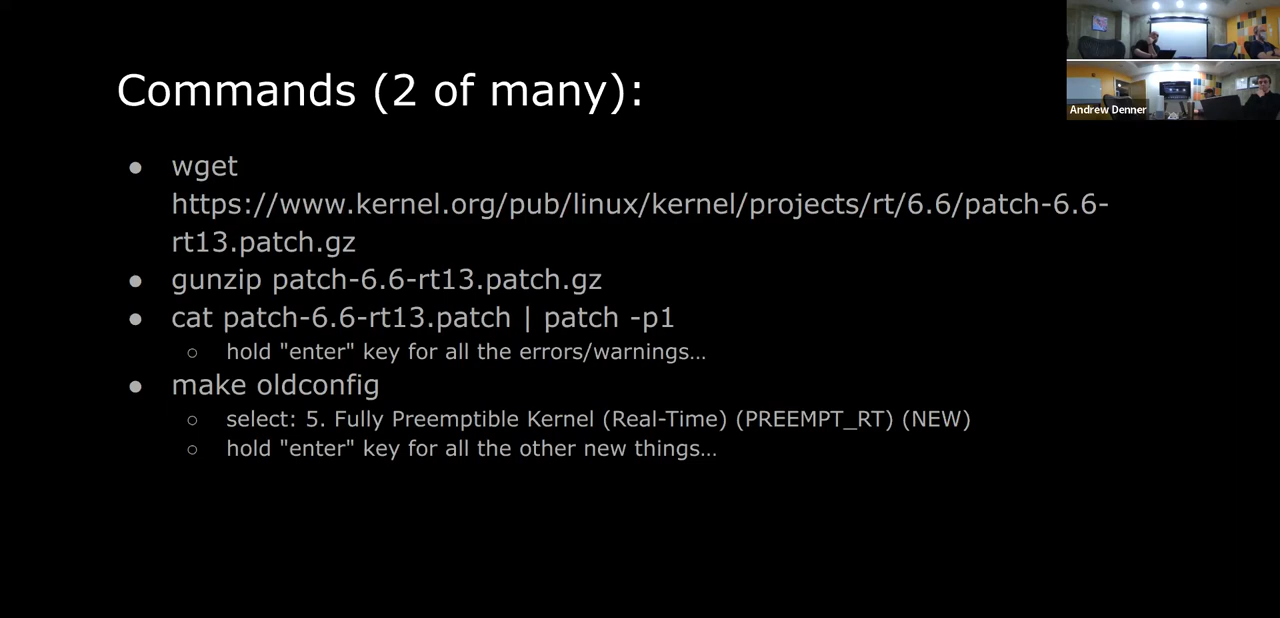 Commands (2 of many):
Andrew Denner
● wget
https://www.kernel.org/pub/linux/kernel/projects/rt/6.6/patch-6.6-
rt13.patch.gz
● gunzip patch-6.6-rt13.patch.gz
● cat patch-6.6-rt13.patch | patch -p1
○ hold "enter" key for all the errors/warnings…
● make oldconfig
○ select: 5. Fully Preemptible Kernel (Real-Time) (PREEMPT_RT) (NEW)
○ hold "enter" key for all the other new things…